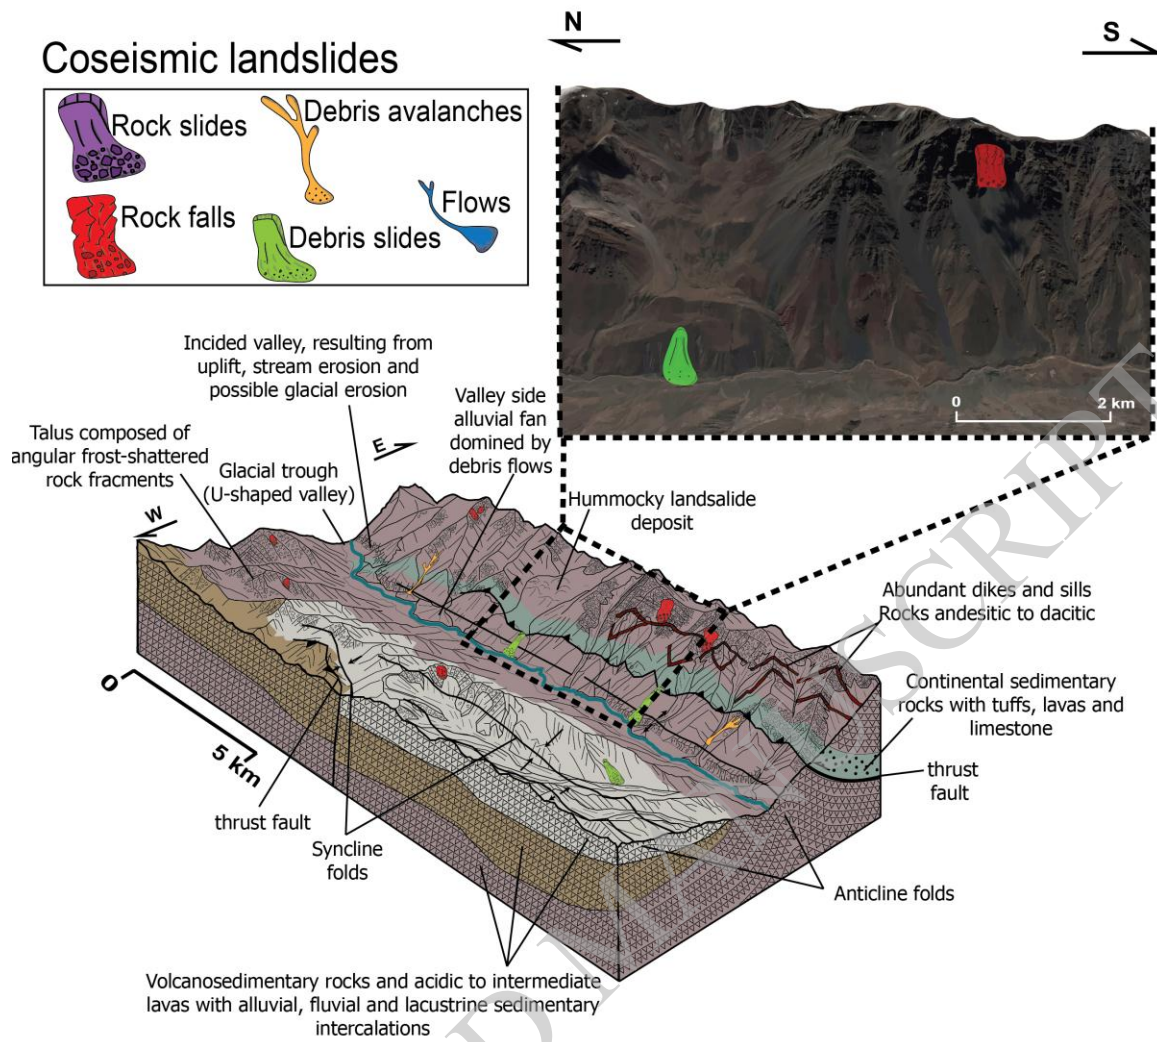 N
S
Coseismic landslides
Rock slides
Debris avalanches
Rock falls
Debris slides
Flows
0
2 km
Incided valley, resulting from
uplift, stream erosion and
possible glacial erosion
Valley side
alluvial fan
domined by
debris flows
Talus composed of
angular frost-shattered
rock fracments
Glacial trough
(U-shaped valley)
E
W
Hummocky landsalide
deposit
Abundant dikes and sills
Rocks andesitic to dacitic
Continental sedimentary
rocks with tuffs, lavas and
limestone
thrust
fault
0
5 km
thrust fault
Syncline
folds
Anticline folds
Volcanosedimentary rocks and acidic to intermediate
lavas with alluvial, fluvial and lacustrine sedimentary
intercalations
D MANUSCRIPT